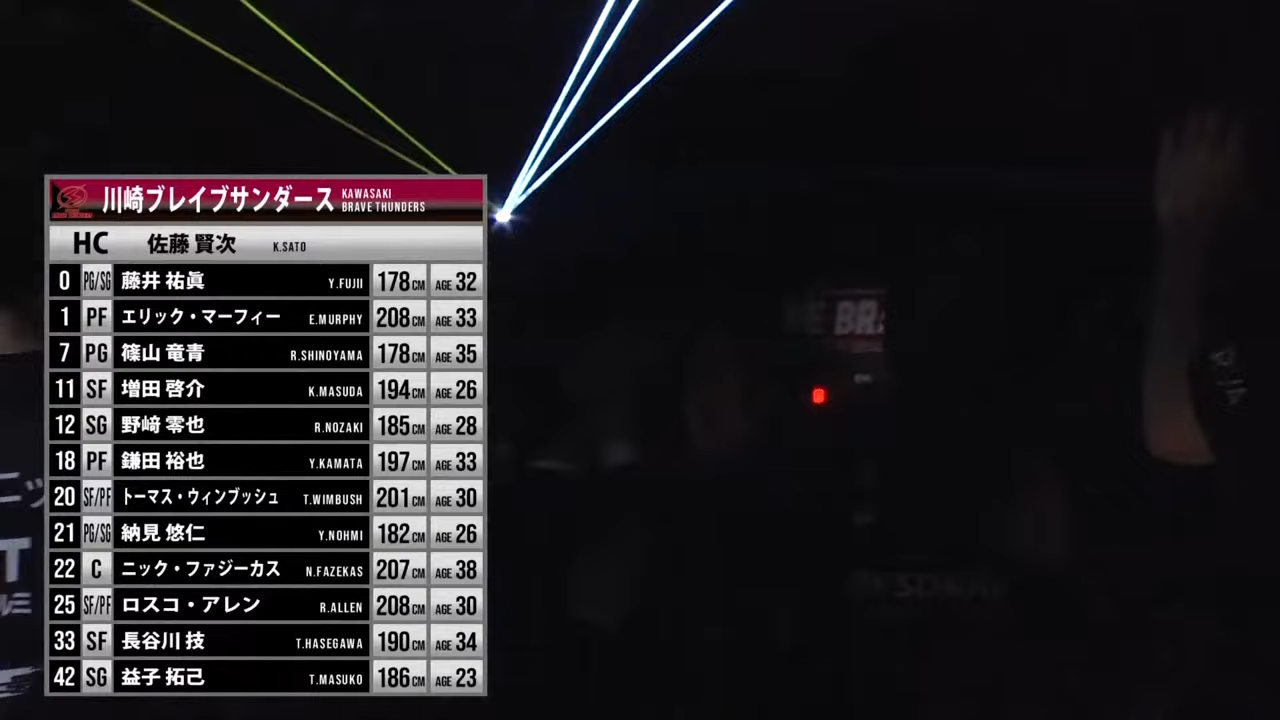 川崎ブレイブサンダース KAWASAKI BRAVE THUNDERS
HC 佐藤 賢次 K.SATO
0 PG/SG 藤井 祐眞 Y.FUJII 178CM AGE 32
1 PF エリック・マーフィー E.MURPHY 208CM AGE 33
7 PG 篠山 竜青 R.SHINOYAMA 178CM AGE 35
11 SF 増田 啓介 K.MASUDA 194CM AGE 26
12 SG 野﨑 零也 R.NOZAKI 185CM AGE 28
18 PF 鎌田 裕也 Y.KAMATA 197CM AGE 33
20 SF/PF トーマス・ウィンブッシュ T.WIMBUSH 201CM AGE 30
21 PG/SG 納見 悠仁 Y.NOHMI 182CM AGE 26
22 C ニック・ファジーカス N.FAZEKAS 207CM AGE 38
25 SF/PF ロスコ・アレン R.ALLEN 208CM AGE 30
33 SF 長谷川 技 T.HASEGAWA 190CM AGE 34
42 SG 益子 拓己 T.MASUKO 186CM AGE 23